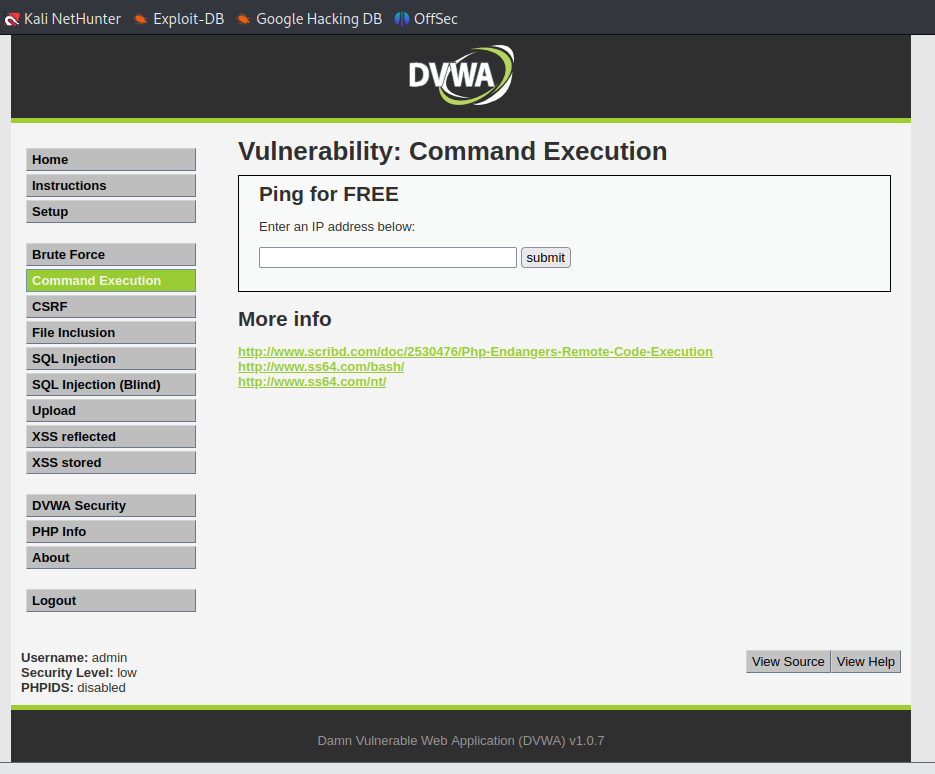 Kali NetHunter Exploit-DB Google Hacking DB OffSec
DVWA
Home
Instructions
Setup
Brute Force
Command Execution
CSRF
File Inclusion
SQL Injection
SQL Injection (Blind)
Upload
XSS reflected
XSS stored
DVWA Security
PHP Info
About
Logout
Vulnerability: Command Execution
Ping for FREE
Enter an IP address below:
submit
More info
http://www.scribd.com/doc/2530476/Php-Endangers-Remote-Code-Execution
http://www.ss64.com/bash/
http://www.ss64.com/nt/
Username: admin
Security Level: low
PHPIDS: disabled
View Source View Help
Damn Vulnerable Web Application (DVWA) v1.0.7